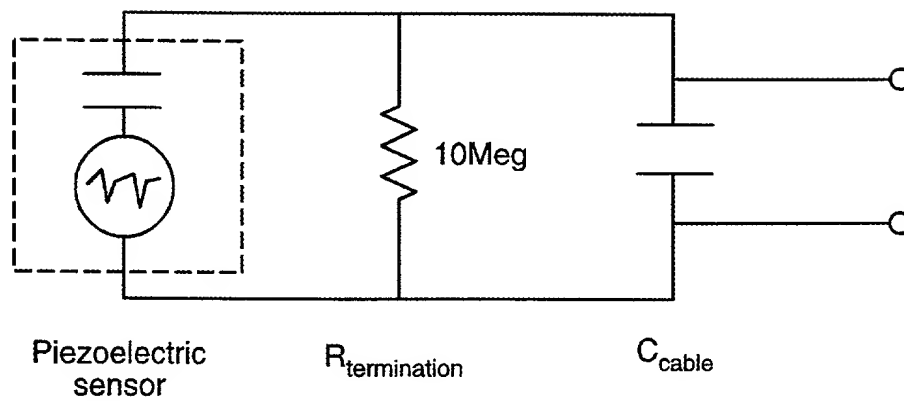 10Meg
Piezoelectric
sensor
Rtermination
Ccable